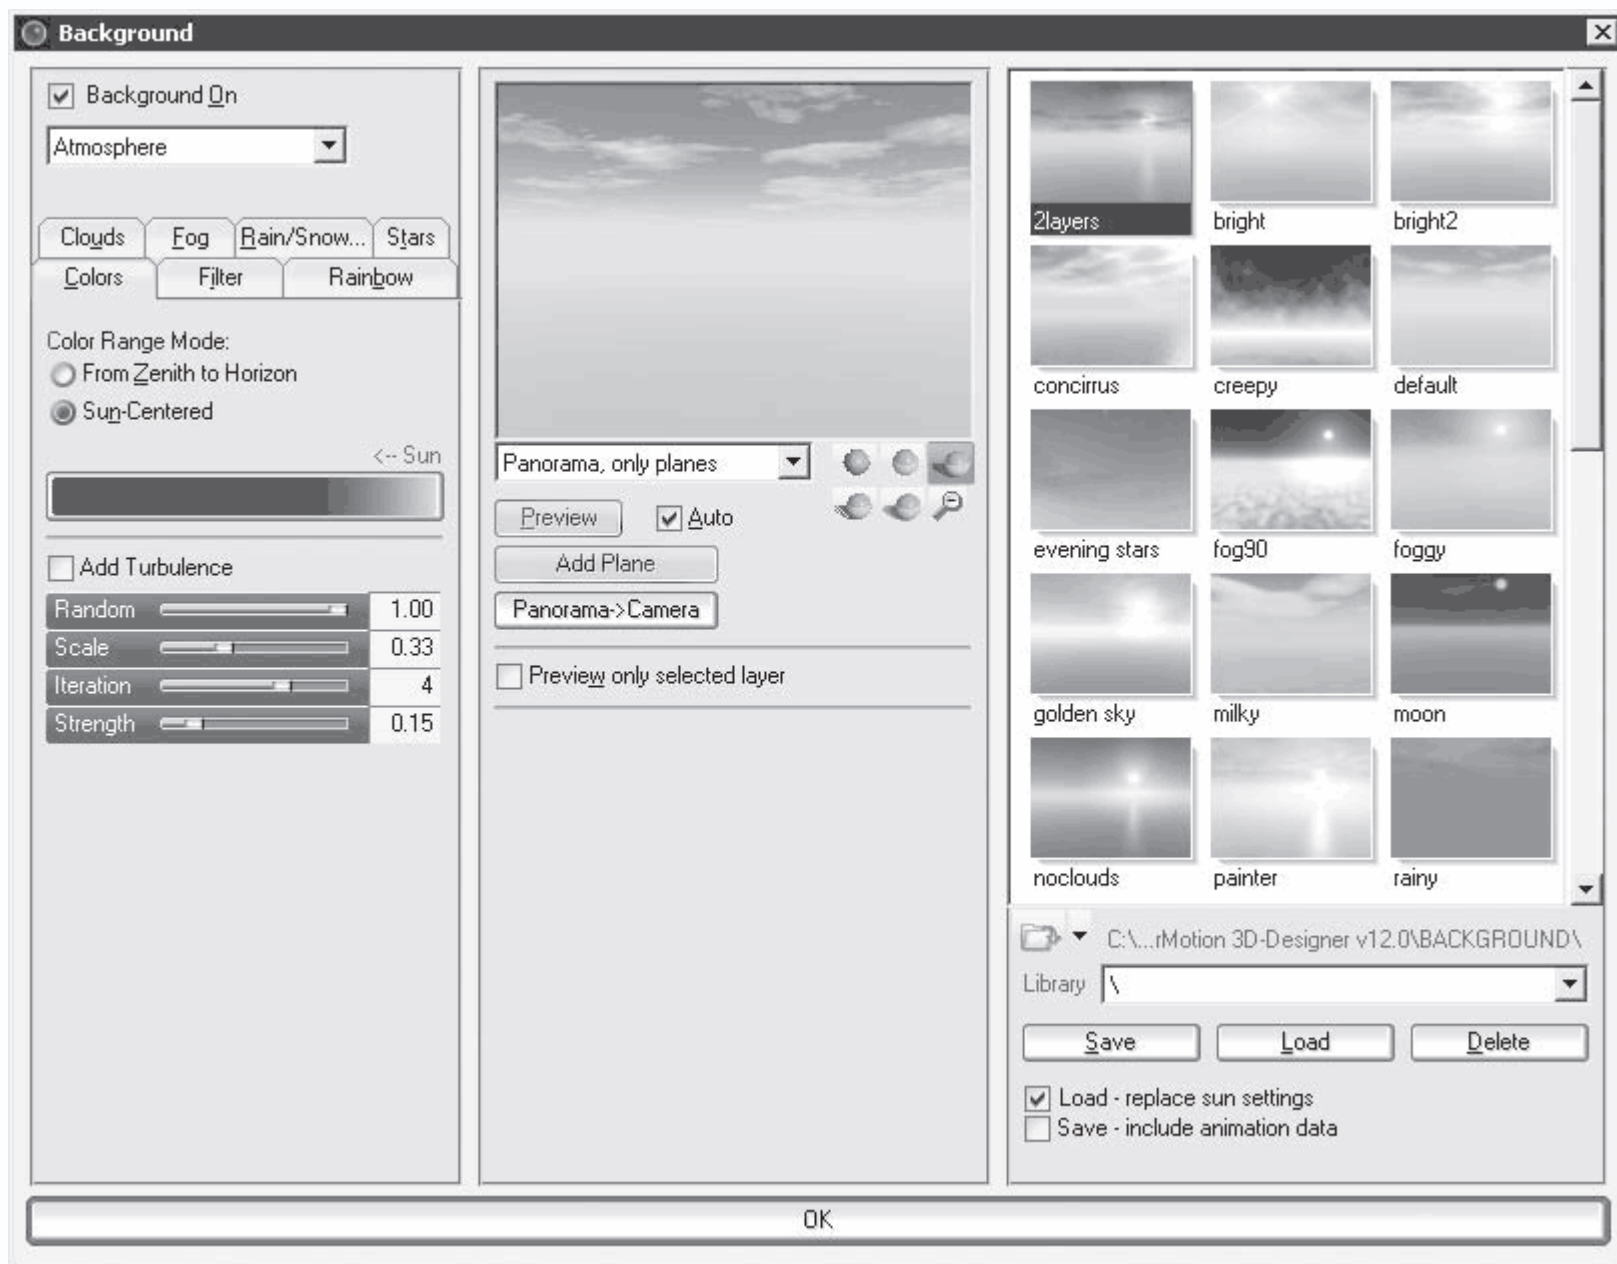 Background
Background On
Atmosphere
Clouds Fog Rain/Snow... Stars
Colors Filter Rainbow
Color Range Mode:
From Zenith to Horizon
Sun-Centered
<-- Sun
Add Turbulence
Random 1.00
Scale 0.33
Iteration 4
Strength 0.15
Panorama, only planes
Preview Auto
Add Plane
Panorama->Camera
Preview only selected layer
2layers bright bright2
concirrus creepy default
evening stars fog90 foggy
golden sky milky moon
noclouds painter rainy
C:\...rMotion 3D-Designer v12.0\BACKGROUND\
Library \
Save Load Delete
Load - replace sun settings
Save - include animation data
OK